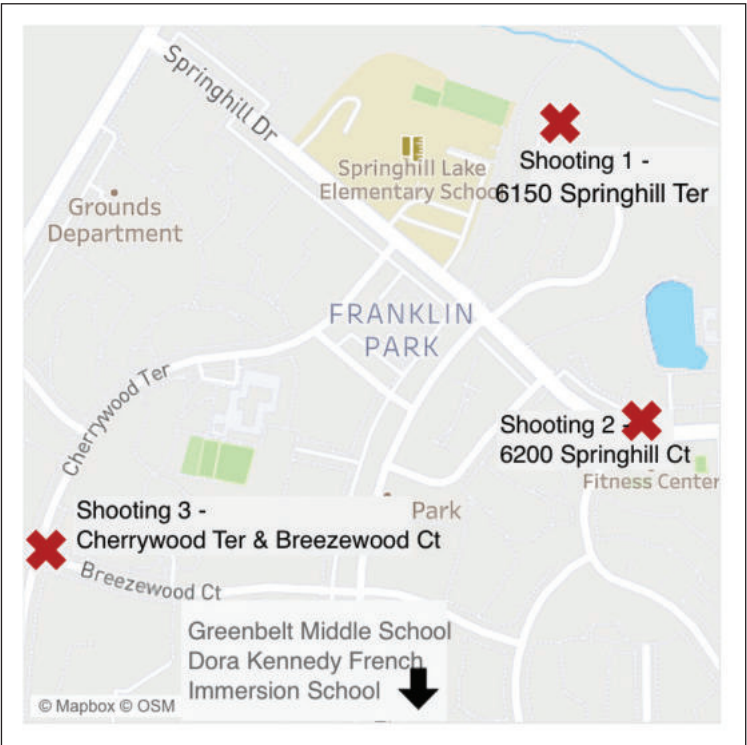 Springhill Dr
Springhill Lake
Elementary School
Shooting 1 -
6150 Springhill Ter
Grounds
Department
FRANKLIN
PARK
Cherrywood Ter
Shooting 2 -
6200 Springhill Ct
Fitness Center
Shooting 3 -
Cherrywood Ter & Breezewood Ct
Park
Breezewood Ct
Greenbelt Middle School
Dora Kennedy French
Immersion School
© Mapbox © OSM